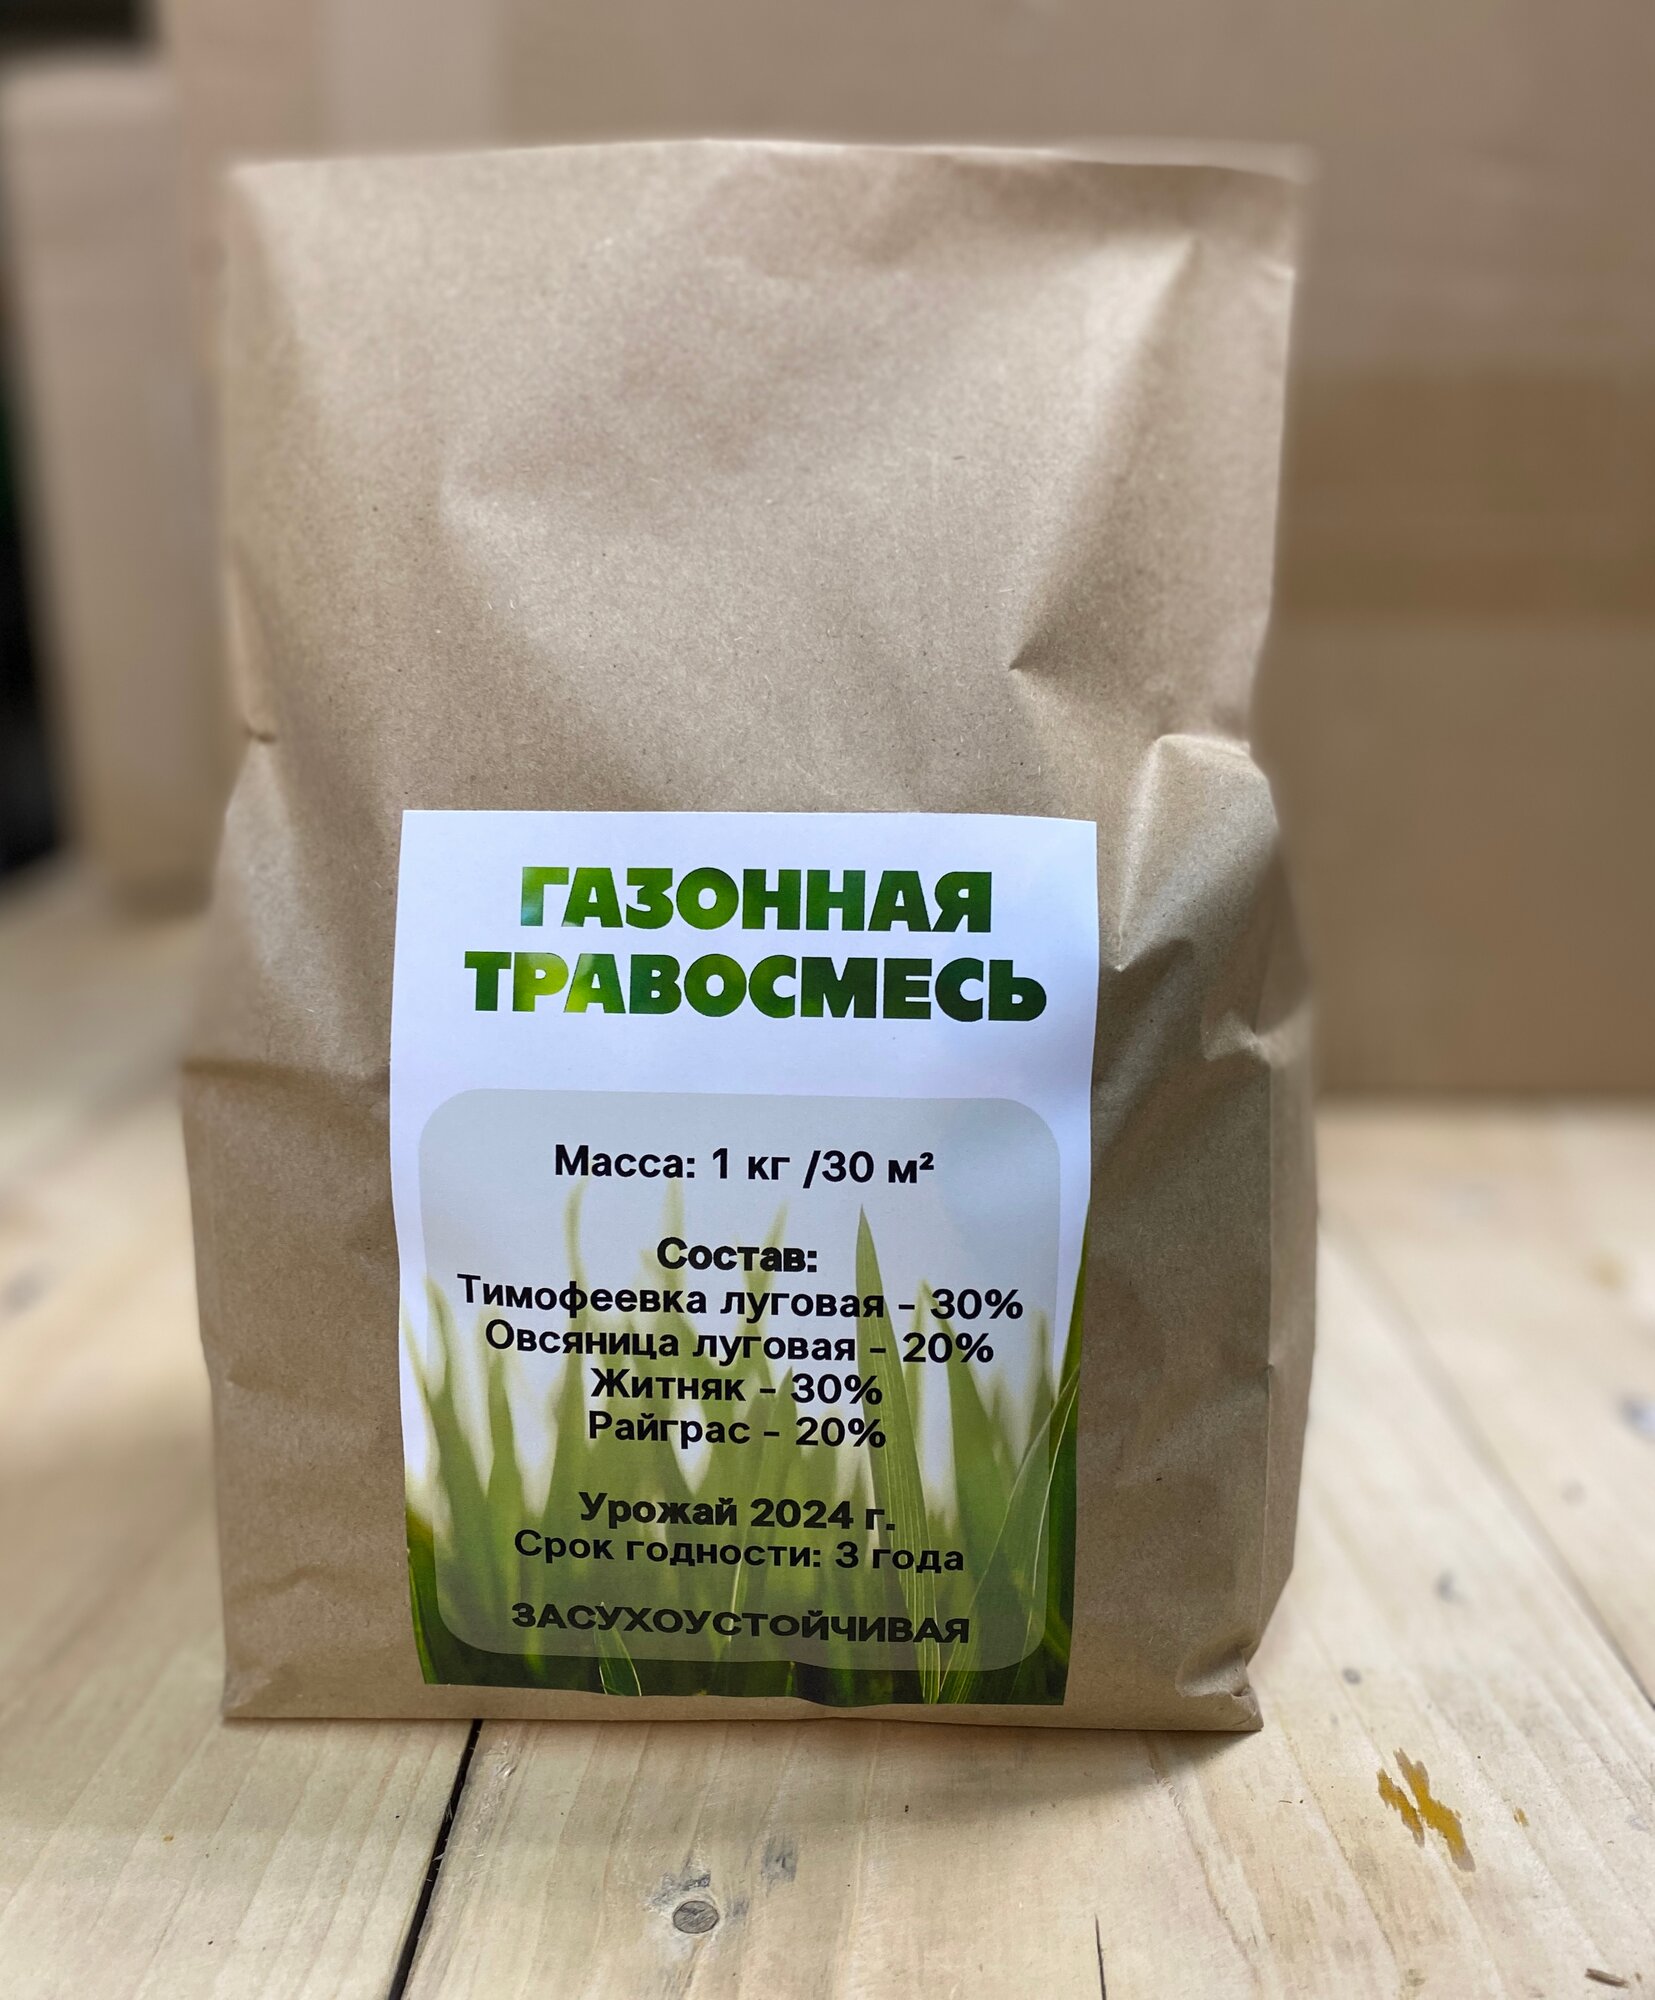 ГАЗОННАЯ
ТРАВОСМЕСЬ
Масса: 1 кг /30 м²
Состав:
Тимофеевка луговая – 30%
Овсяница луговая – 20%
Житняк – 30%
Райграс – 20%
Урожай 2024 г.
Срок годности: 3 года
ЗАСУХОУСТОЙЧИВАЯ